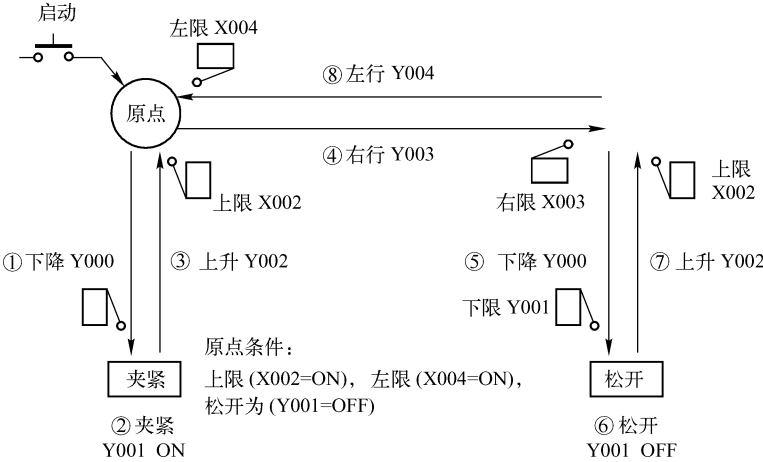 启动
左限 X004
⑧左行 Y004
原点
④右行 Y003
上限 X002
右限 X003
上限
X002
①下降 Y000
③ 上升 Y002
⑤ 下降 Y000
⑦ 上升 Y002
下限 Y001
原点条件：
夹紧
上限 (X002=ON)，左限 (X004=ON)，
松开为 (Y001=OFF)
松开
②夹紧
Y001 ON
⑥松开
Y001 OFF